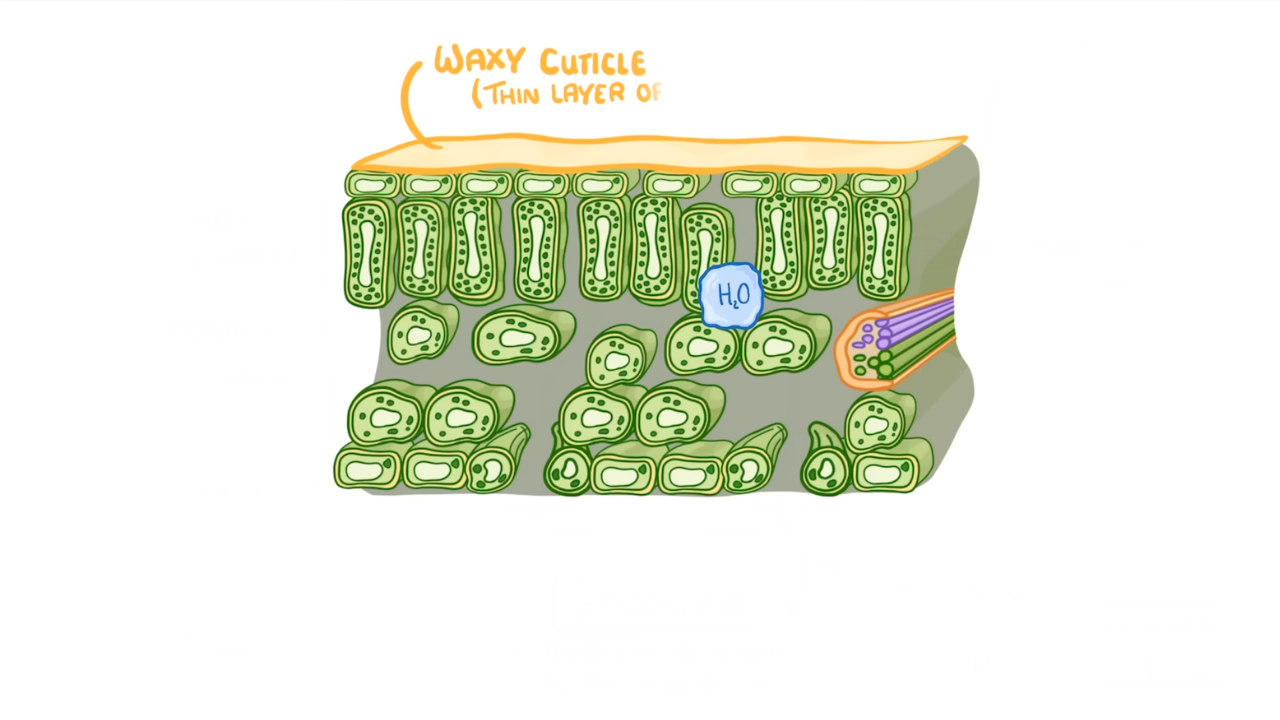 WAXY CUTICLE
(THIN LAYER OF
H₂O